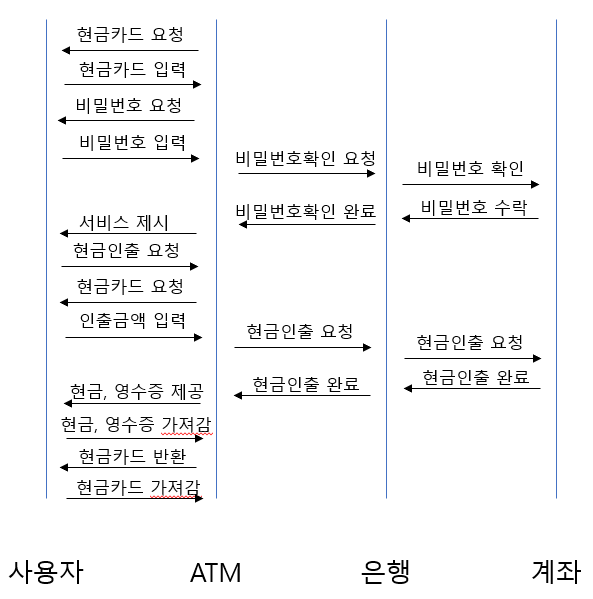 현금카드 요청
현금카드 입력
비밀번호 요청
비밀번호 입력
비밀번호확인 요청
비밀번호 확인
비밀번호 수락
비밀번호확인 완료
서비스 제시
현금인출 요청
현금카드 요청
인출금액 입력
현금인출 요청
현금인출 요청
현금인출 완료
현금인출 완료
현금, 영수증 제공
현금, 영수증 가져감
현금카드 반환
현금카드 가져감
사용자 ATM 은행 계좌